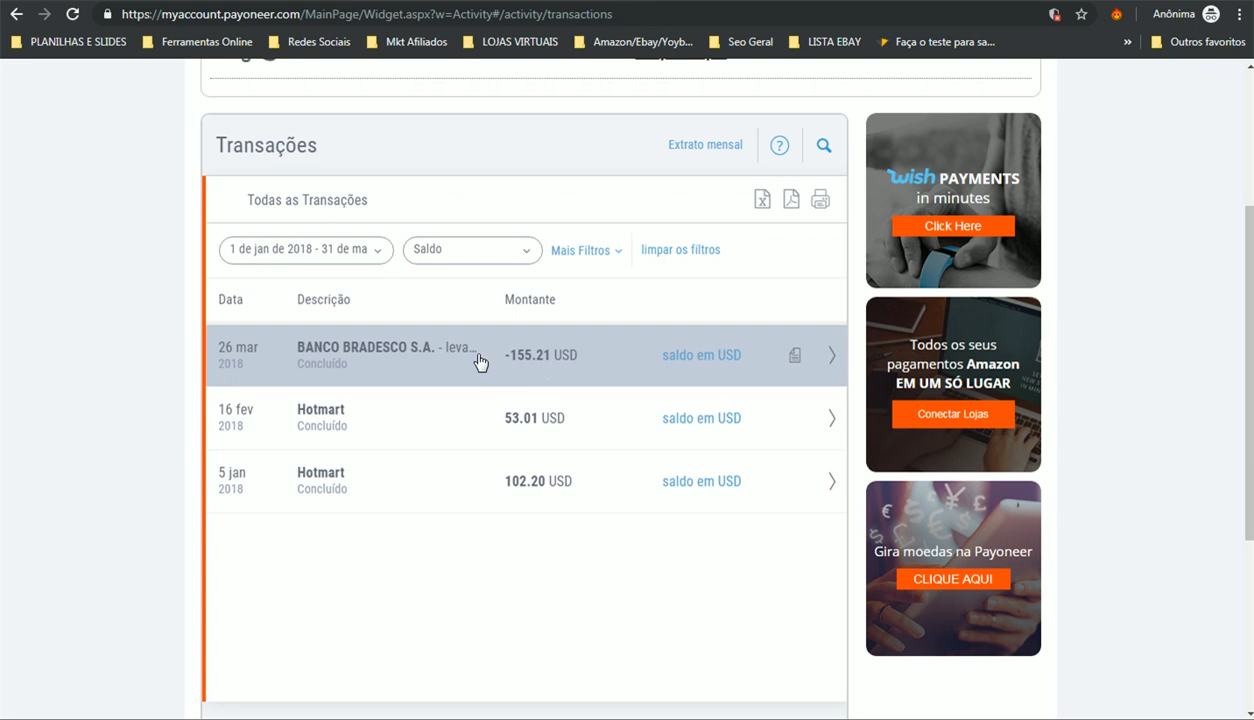 https://myaccount.payoneer.com/MainPage/Widget.aspx?w=Activity#/activity/transactions
Anônima
PLANILHAS E SLIDES
Ferramentas Online
Redes Sociais
Mkt Afiliados
LOJAS VIRTUAIS
Amazon/Ebay/Yoyb...
Seo Geral
LISTA EBAY
Faça o teste para sa...
»
Outros favoritos
Transações
Extrato mensal
?
Todas as Transações
1 de jan de 2018 - 31 de ma
Saldo
Mais Filtros
limpar os filtros
Data
Descrição
Montante
26 mar
2018
BANCO BRADESCO S.A. - leva...
Concluído
-155.21 USD
saldo em USD
16 fev
2018
Hotmart
Concluído
53.01 USD
saldo em USD
5 jan
2018
Hotmart
Concluído
102.20 USD
saldo em USD
wish PAYMENTS
in minutes
Click Here
Todos os seus
pagamentos Amazon
EM UM SÓ LUGAR
Conectar Lojas
Gira moedas na Payoneer
CLIQUE AQUI